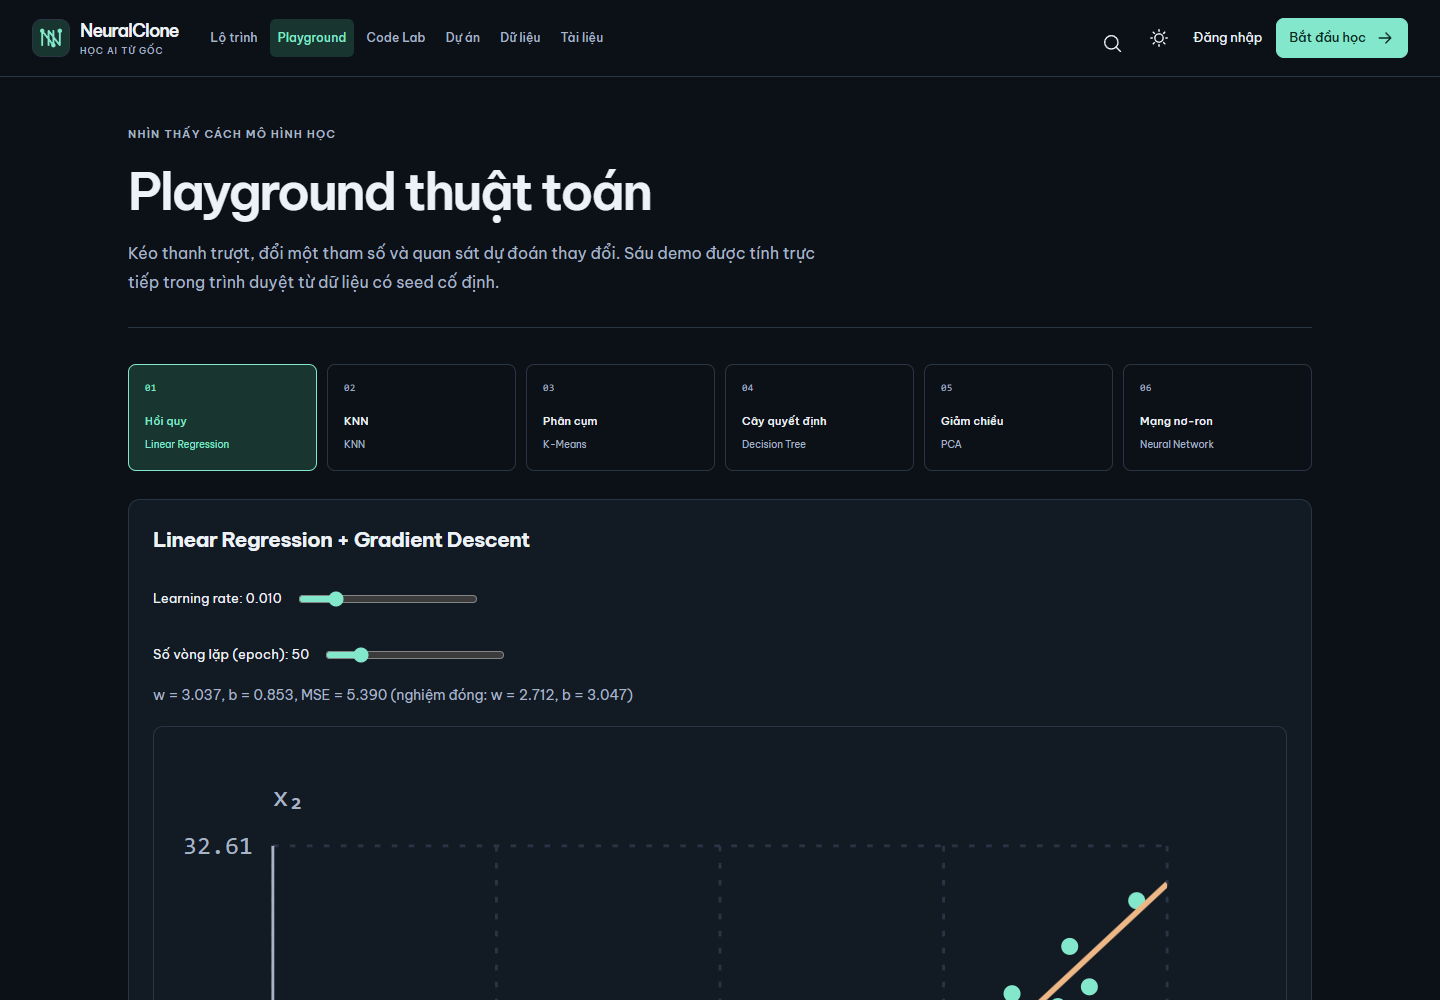 NeuralClone
HỌC AI TỪ GỐC
Lộ trình
Playground
Code Lab
Dự án
Dữ liệu
Tài liệu
Đăng nhập
Bắt đầu học
NHÌN THẤY CÁCH MÔ HÌNH HỌC
Playground thuật toán
Kéo thanh trượt, đổi một tham số và quan sát dự đoán thay đổi. Sáu demo được tính trực
tiếp trong trình duyệt từ dữ liệu có seed cố định.
01
Hồi quy
Linear Regression
02
KNN
KNN
03
Phân cụm
K-Means
04
Cây quyết định
Decision Tree
05
Giảm chiều
PCA
06
Mạng nơ-ron
Neural Network
Linear Regression + Gradient Descent
Learning rate: 0.010
Số vòng lặp (epoch): 50
w = 3.037, b = 0.853, MSE = 5.390 (nghiệm đóng: w = 2.712, b = 3.047)
x₂
32.61